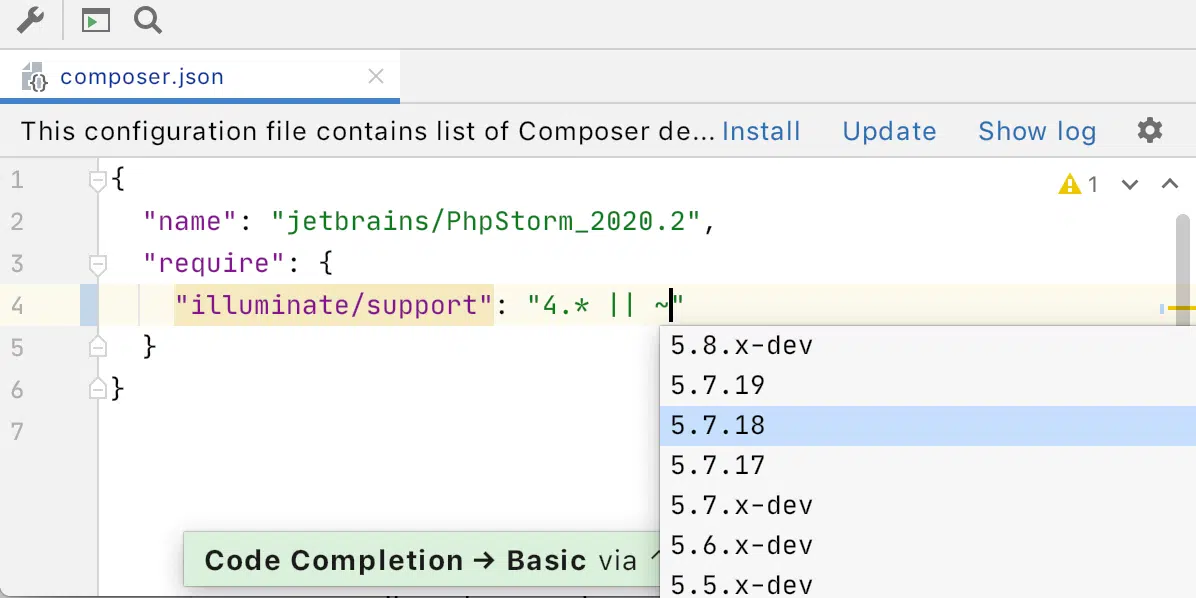 composer.json
This configuration file contains list of Composer de... Install Update Show log
1 {
1
2 "name": "jetbrains/PhpStorm_2020.2",
3 "require": {
4 "illuminate/support": "4.* || ~"
5 }
6 }
7
5.8.x-dev
5.7.19
5.7.18
5.7.17
5.7.x-dev
5.6.x-dev
5.5.x-dev
Code Completion → Basic via